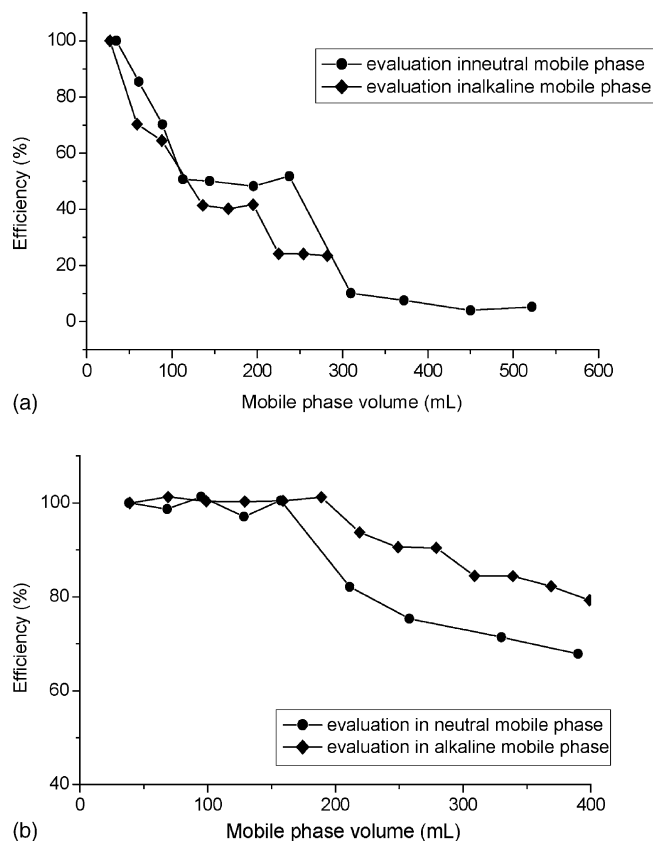 100
80
60
40
20
0
Efficiency (%)
evaluation inneutral mobile phase
evaluation inalkaline mobile phase
0 100 200 300 400 500 600
(a)
Mobile phase volume (mL)
100
80
60
40
Efficiency (%)
evaluation in neutral mobile phase
evaluation in alkaline mobile phase
0 100 200 300 400
(b)
Mobile phase volume (mL)